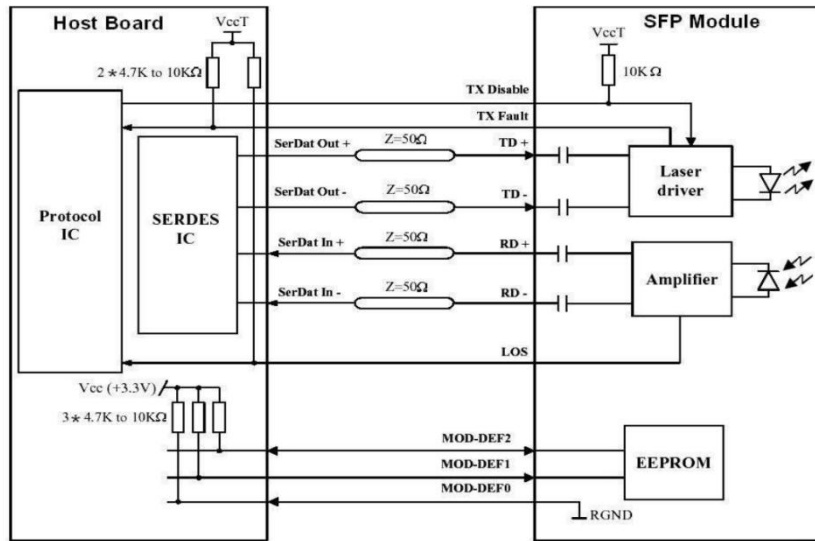 Host Board
SFP Module
VccT
VccT
2*4.7K to 10KΩ
10KΩ
TX Disable
TX Fault
SerDat Out +
Z=50Ω
TD +
SerDat Out -
Z=50Ω
TD -
Laser
driver
Protocol
IC
SERDES
IC
SerDat In +
Z=50Ω
RD +
Amplifier
SerDat In -
Z=50Ω
RD -
LOS
Vcc (+3.3V)
3*4.7K to 10KΩ
MOD-DEF2
MOD-DEF1
MOD-DEF0
EEPROM
RGND